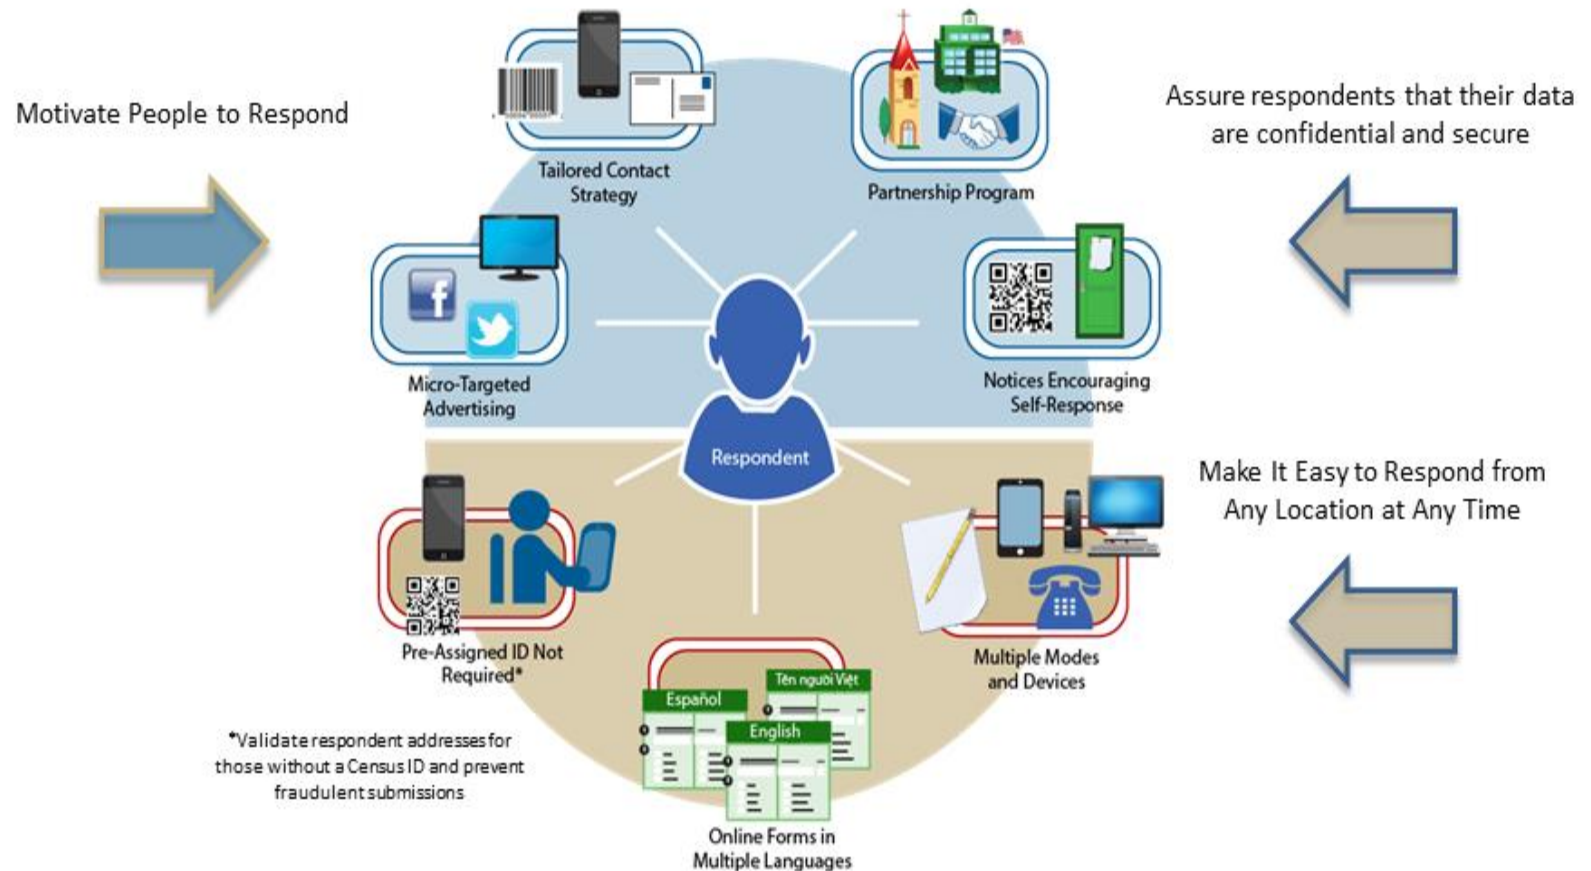 Motivate People to Respond
Tailored Contact
Strategy
Partnership Program
Assure respondents that their data
are confidential and secure
Micro-Targeted
Advertising
Notices Encouraging
Self-Response
Respondent
Make It Easy to Respond from
Any Location at Any Time
Pre-Assigned ID Not
Required*
Multiple Modes
and Devices
*Validate respondent addresses for
those without a Census ID and prevent
fraudulent submissions
Español
Tên người Việt
English
Online Forms in
Multiple Languages